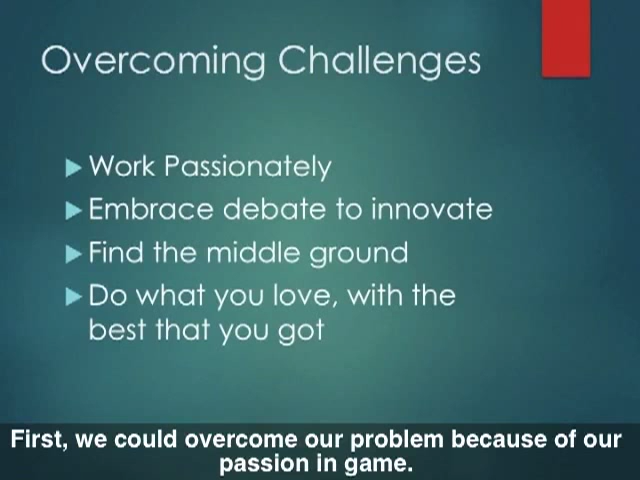 Overcoming Challenges
Work Passionately
Embrace debate to innovate
Find the middle ground
Do what you love, with the
best that you got
First, we could overcome our problem because of our
passion in game.